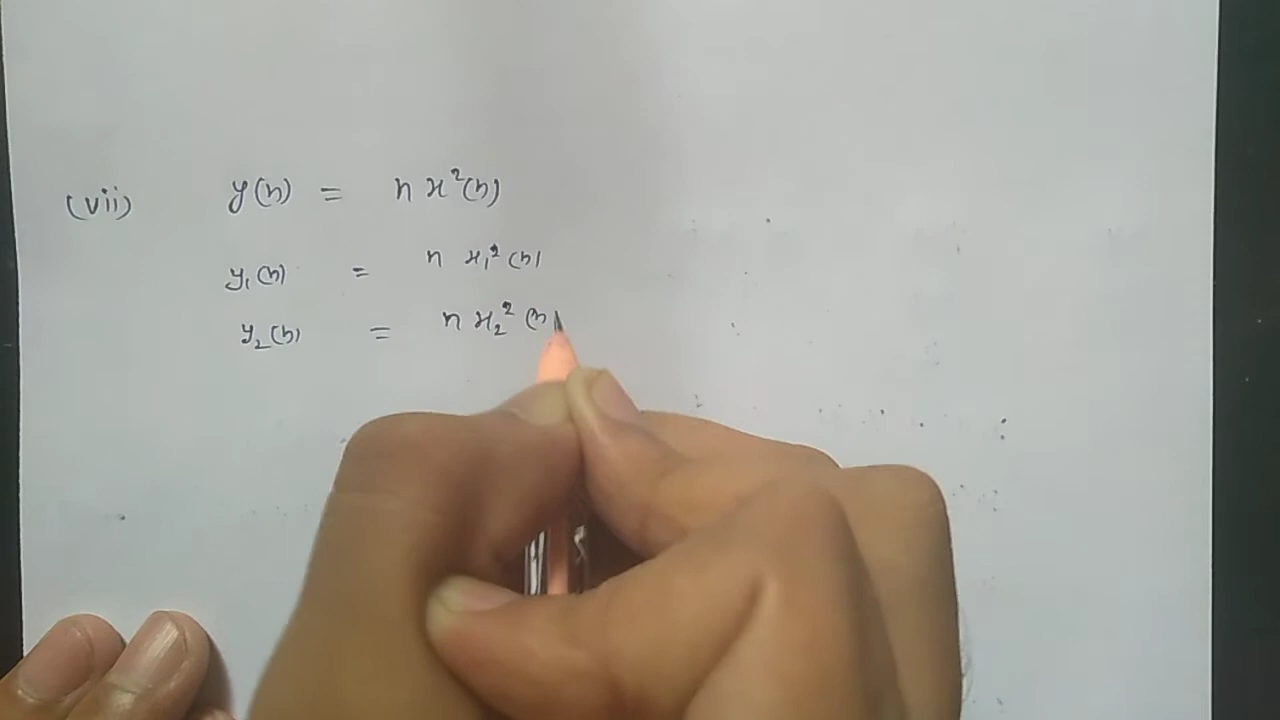 (vii) y(n) = n x²(n)
y₁(n) = n x₁²(n)
y₂(n) = n x₂²(n)